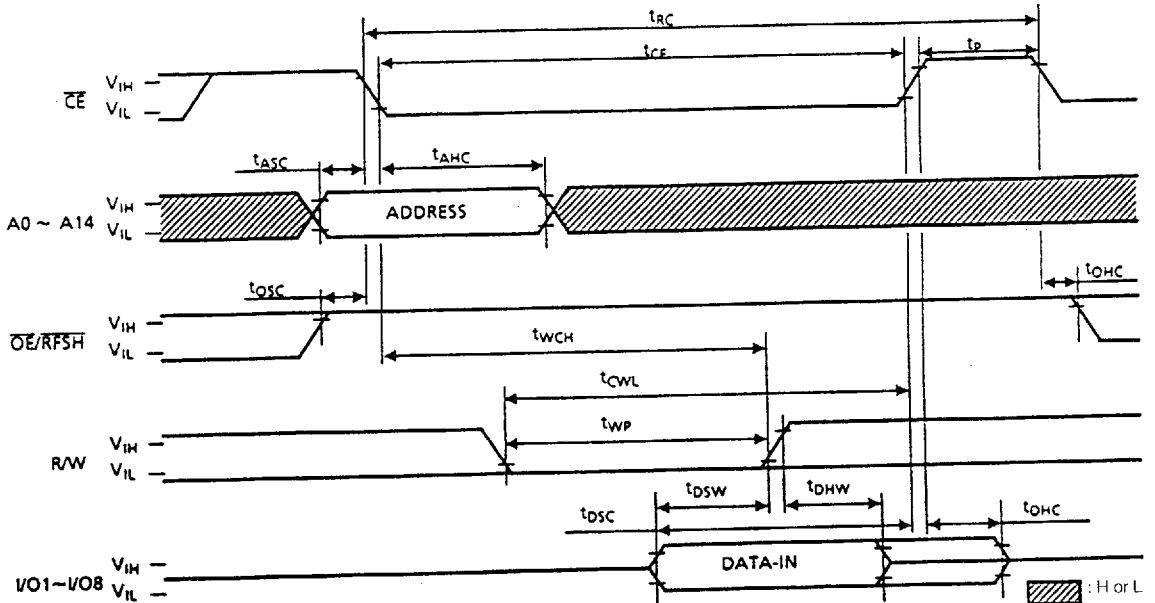 tRC
tCE
tP
CE
VIH
VIL
tASC
tAHC
A0 ~ A14
VIH
VIL
ADDRESS
tOSC
tOHC
OE/RFSH
VIH
VIL
tWCH
tCWL
tWP
R/W
VIH
VIL
tDSW
tDHW
tDSC
tDHC
I/O1~I/O8
VIH
VIL
DATA-IN
: H or L